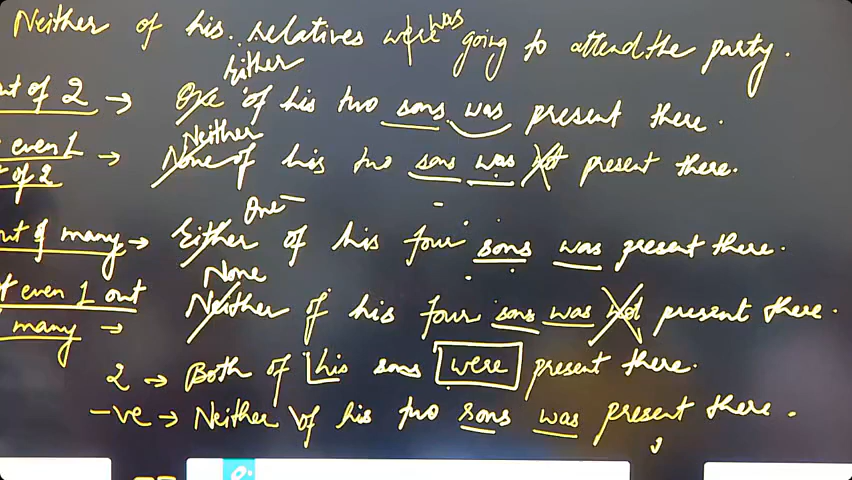 Neither of his relatives were was going to attend the party.
Either
out of 2 → One of his two sons was present there.
Neither
even 1 → None of his two sons was not present there.
of 2
One
out of many → Either of his four sons was present there.
None
even 1 out Neither of his four sons was not present there.
many →
2 → Both of his sons were present there.
-ve → Neither of his two sons was present there.